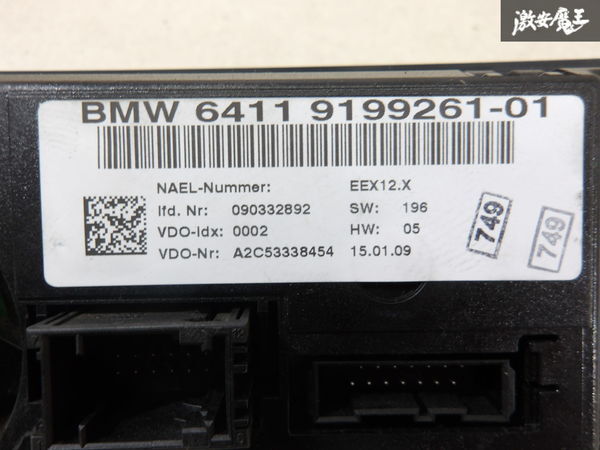 激安魔王
BMW 6411 9199261-01
NAEL-Nummer: EEX12.X
lfd. Nr: 090332892 SW: 196
VDO-Idx: 0002 HW: 05
VDO-Nr: A2C53338454 15.01.09
749
749